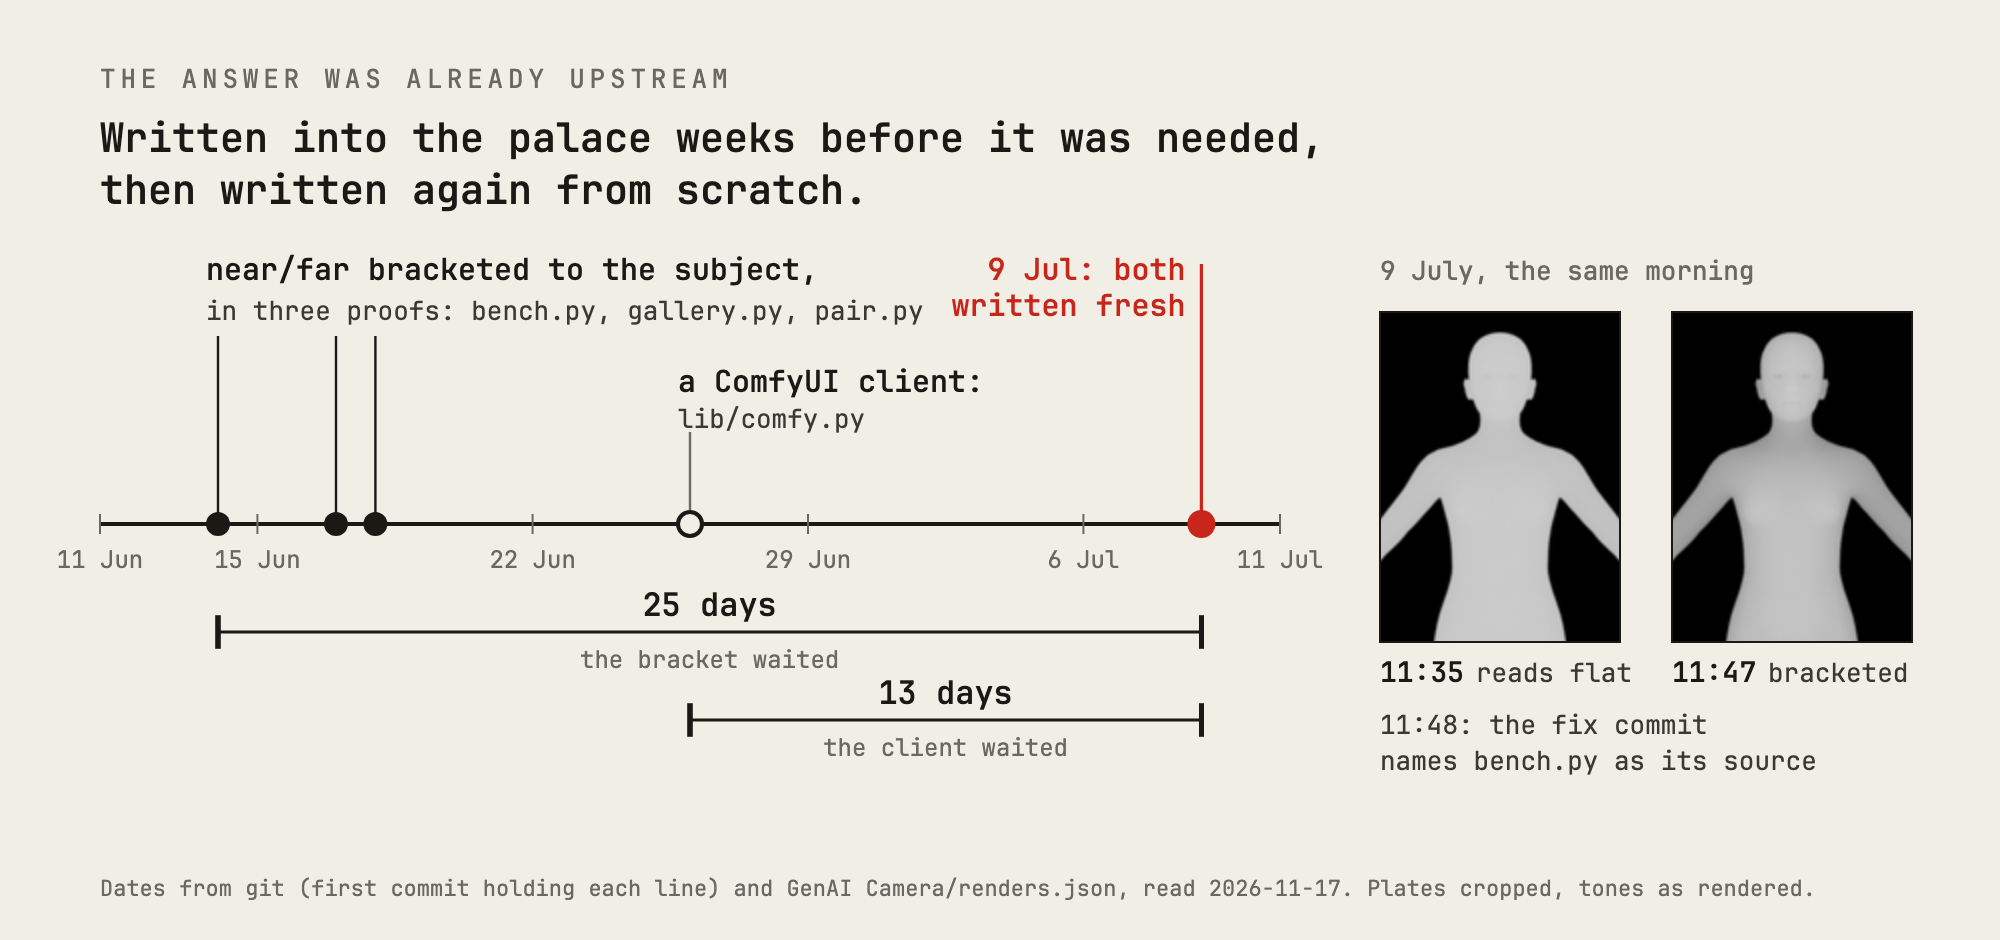 THE ANSWER WAS ALREADY UPSTREAM
Written into the palace weeks before it was needed,
then written again from scratch.
near/far bracketed to the subject,
in three proofs: bench.py, gallery.py, pair.py
9 Jul: both
written fresh
a ComfyUI client:
lib/comfy.py
11 Jun
15 Jun
22 Jun
29 Jun
6 Jul
11 Jul
25 days
the bracket waited
13 days
the client waited
9 July, the same morning
11:35 reads flat
11:47 bracketed
11:48: the fix commit
names bench.py as its source
Dates from git (first commit holding each line) and GenAI Camera/renders.json, read 2026-11-17. Plates cropped, tones as rendered.